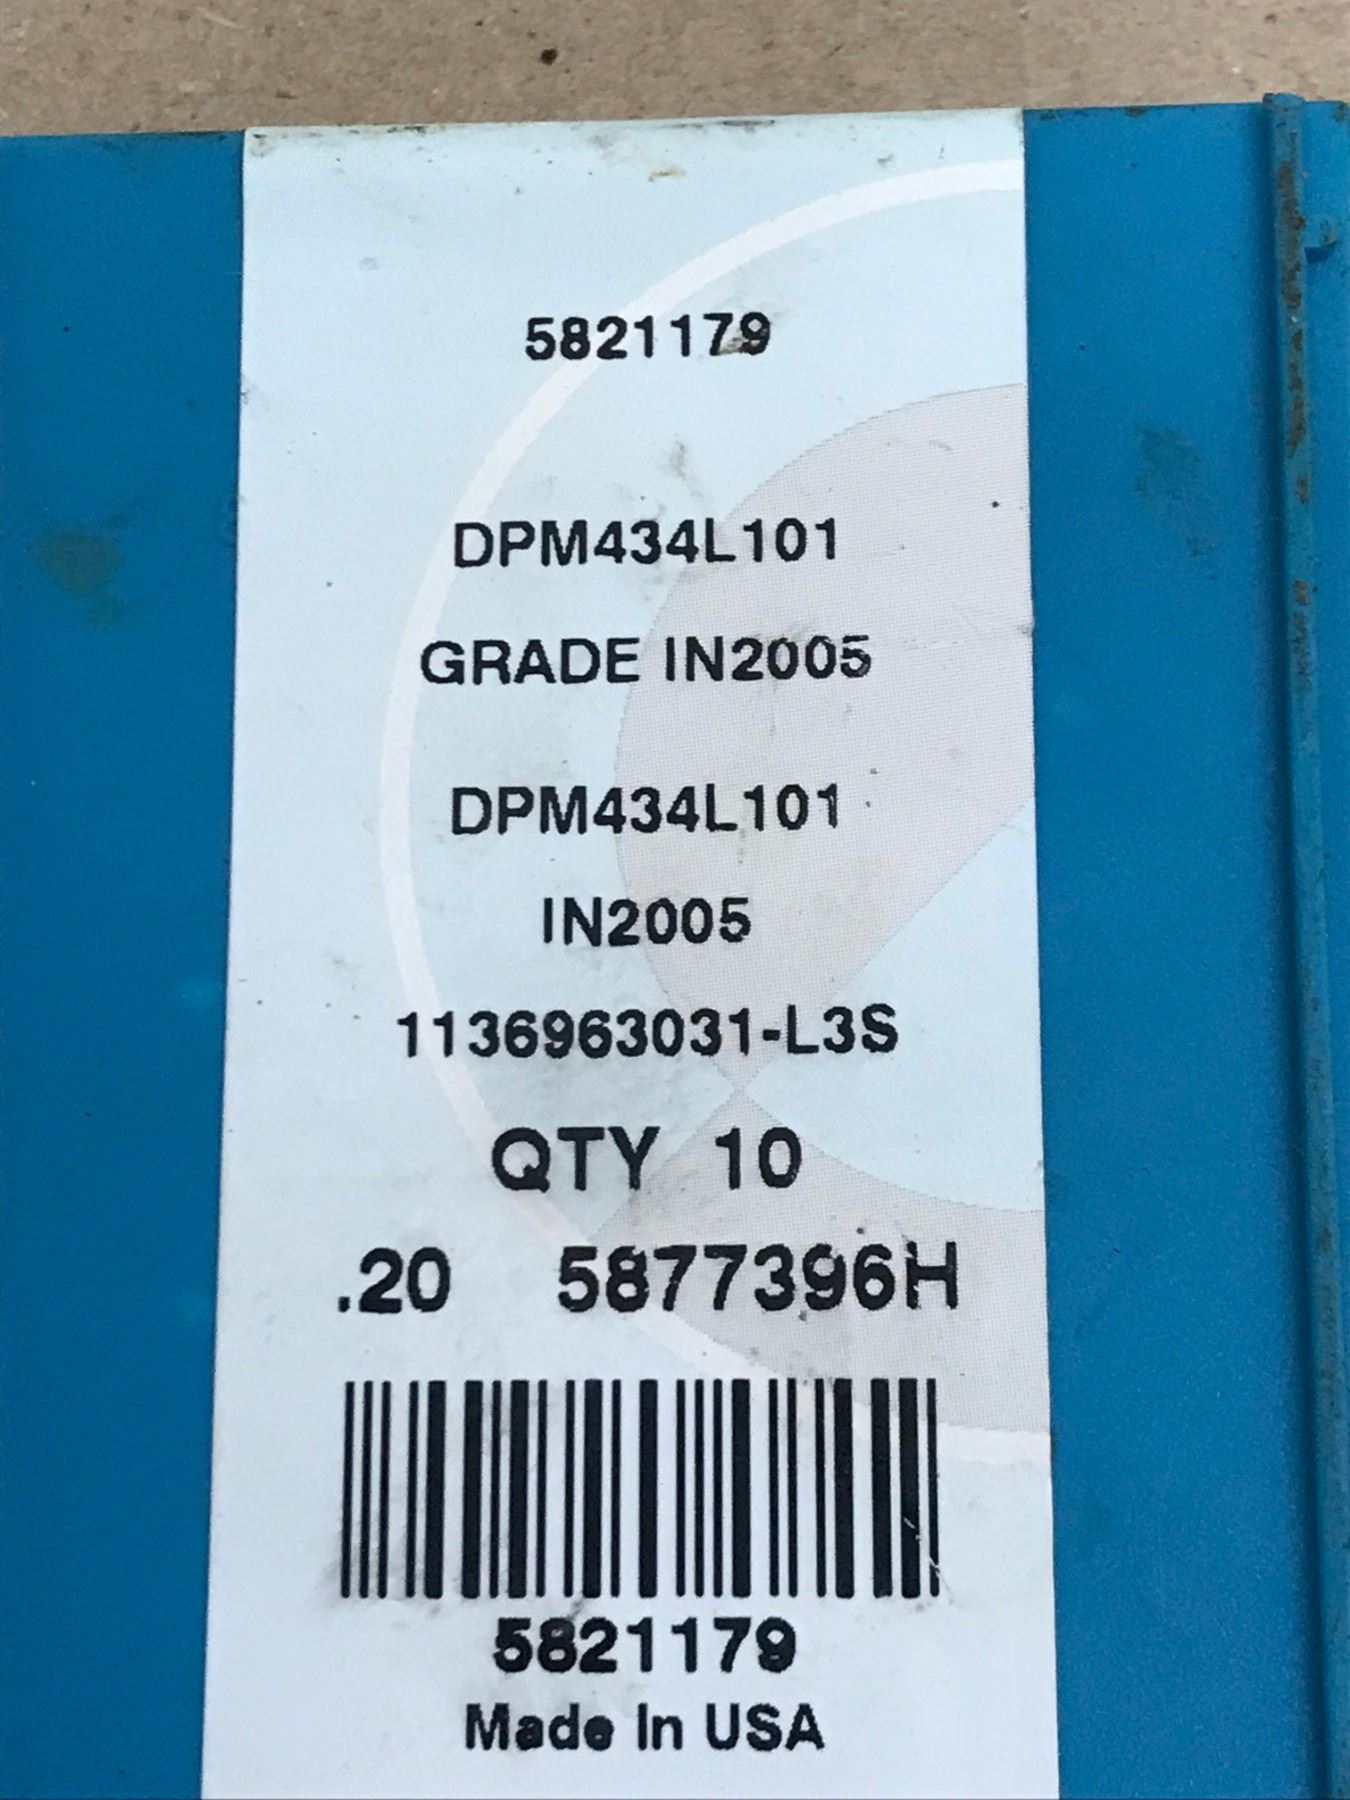 5821179
DPM434L101
GRADE IN2005
DPM434L101
IN2005
1136963031-L3S
QTY 10
.20 5877396H
5821179
Made In USA